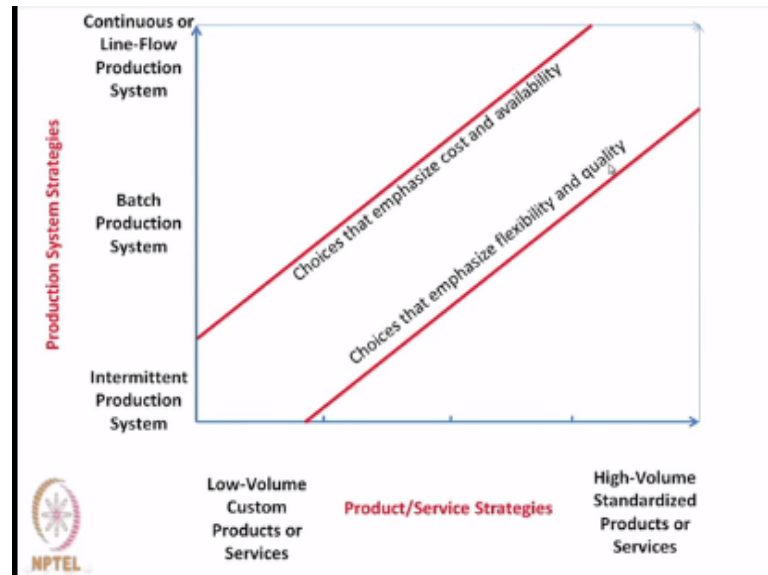 Continuous or
Line-Flow
Production
System
Production System Strategies
Batch
Production
System
Intermittent
Production
System
Choices that emphasize cost and availability
Choices that emphasize flexibility and quality
Low-Volume
Custom
Products or
Services
Product/Service Strategies
High-Volume
Standardized
Products or
Services
NPTEL